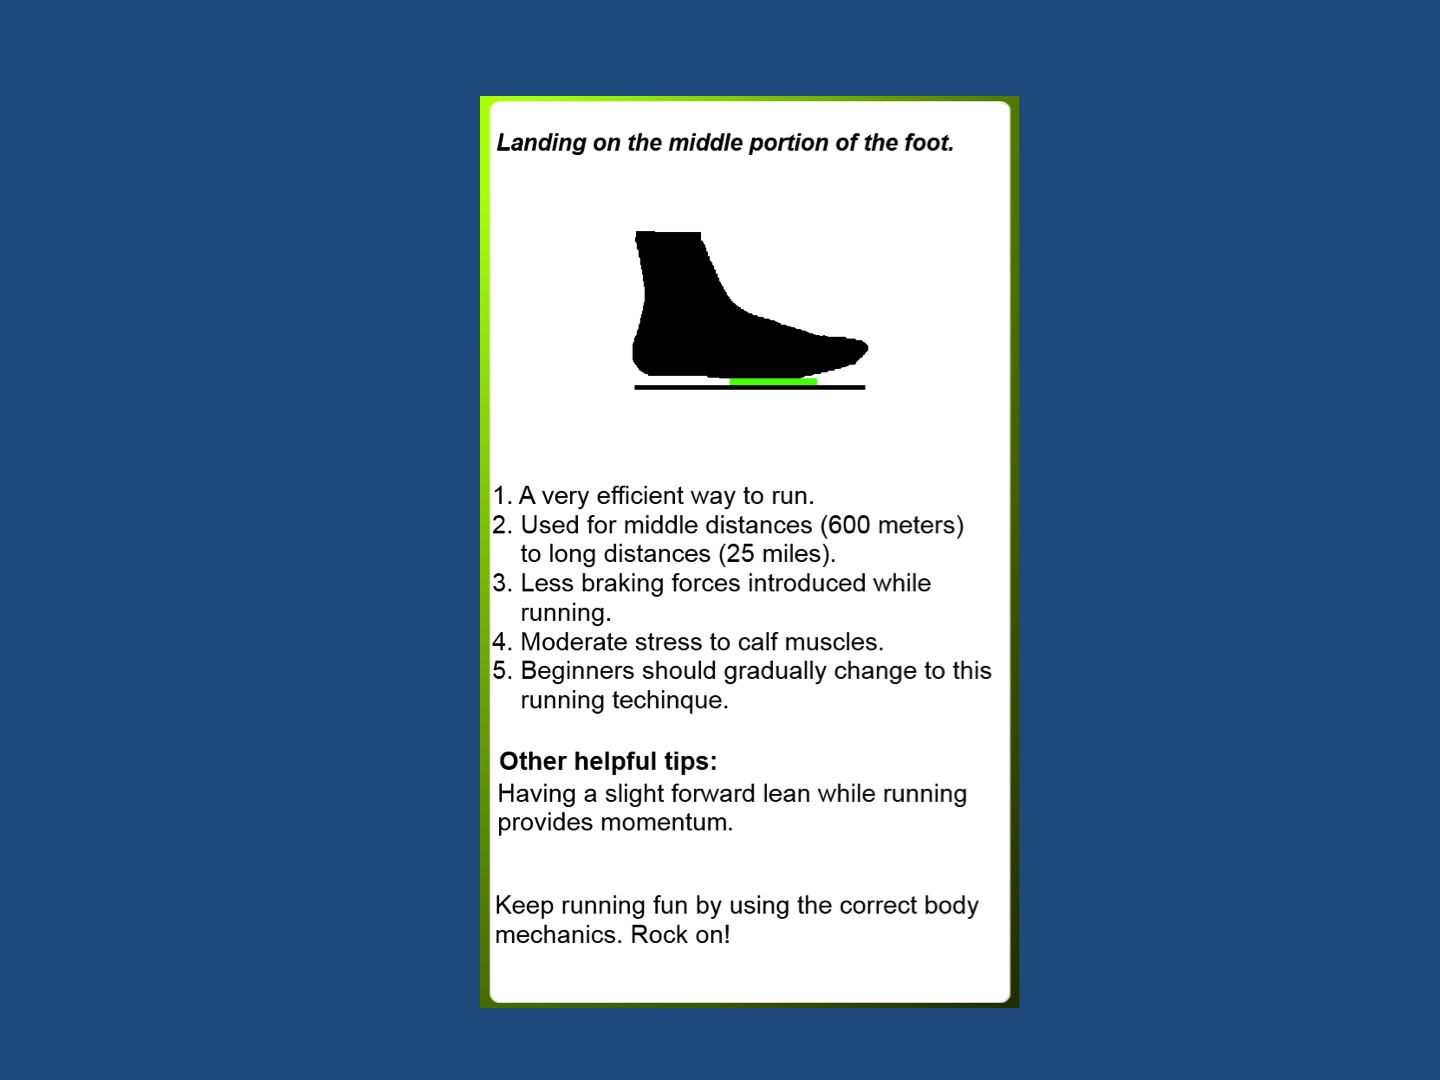 Landing on the middle portion of the foot.
1. A very efficient way to run.
2. Used for middle distances (600 meters)
to long distances (25 miles).
3. Less braking forces introduced while
running.
4. Moderate stress to calf muscles.
5. Beginners should gradually change to this
running techinque.
Other helpful tips:
Having a slight forward lean while running
provides momentum.
Keep running fun by using the correct body
mechanics. Rock on!